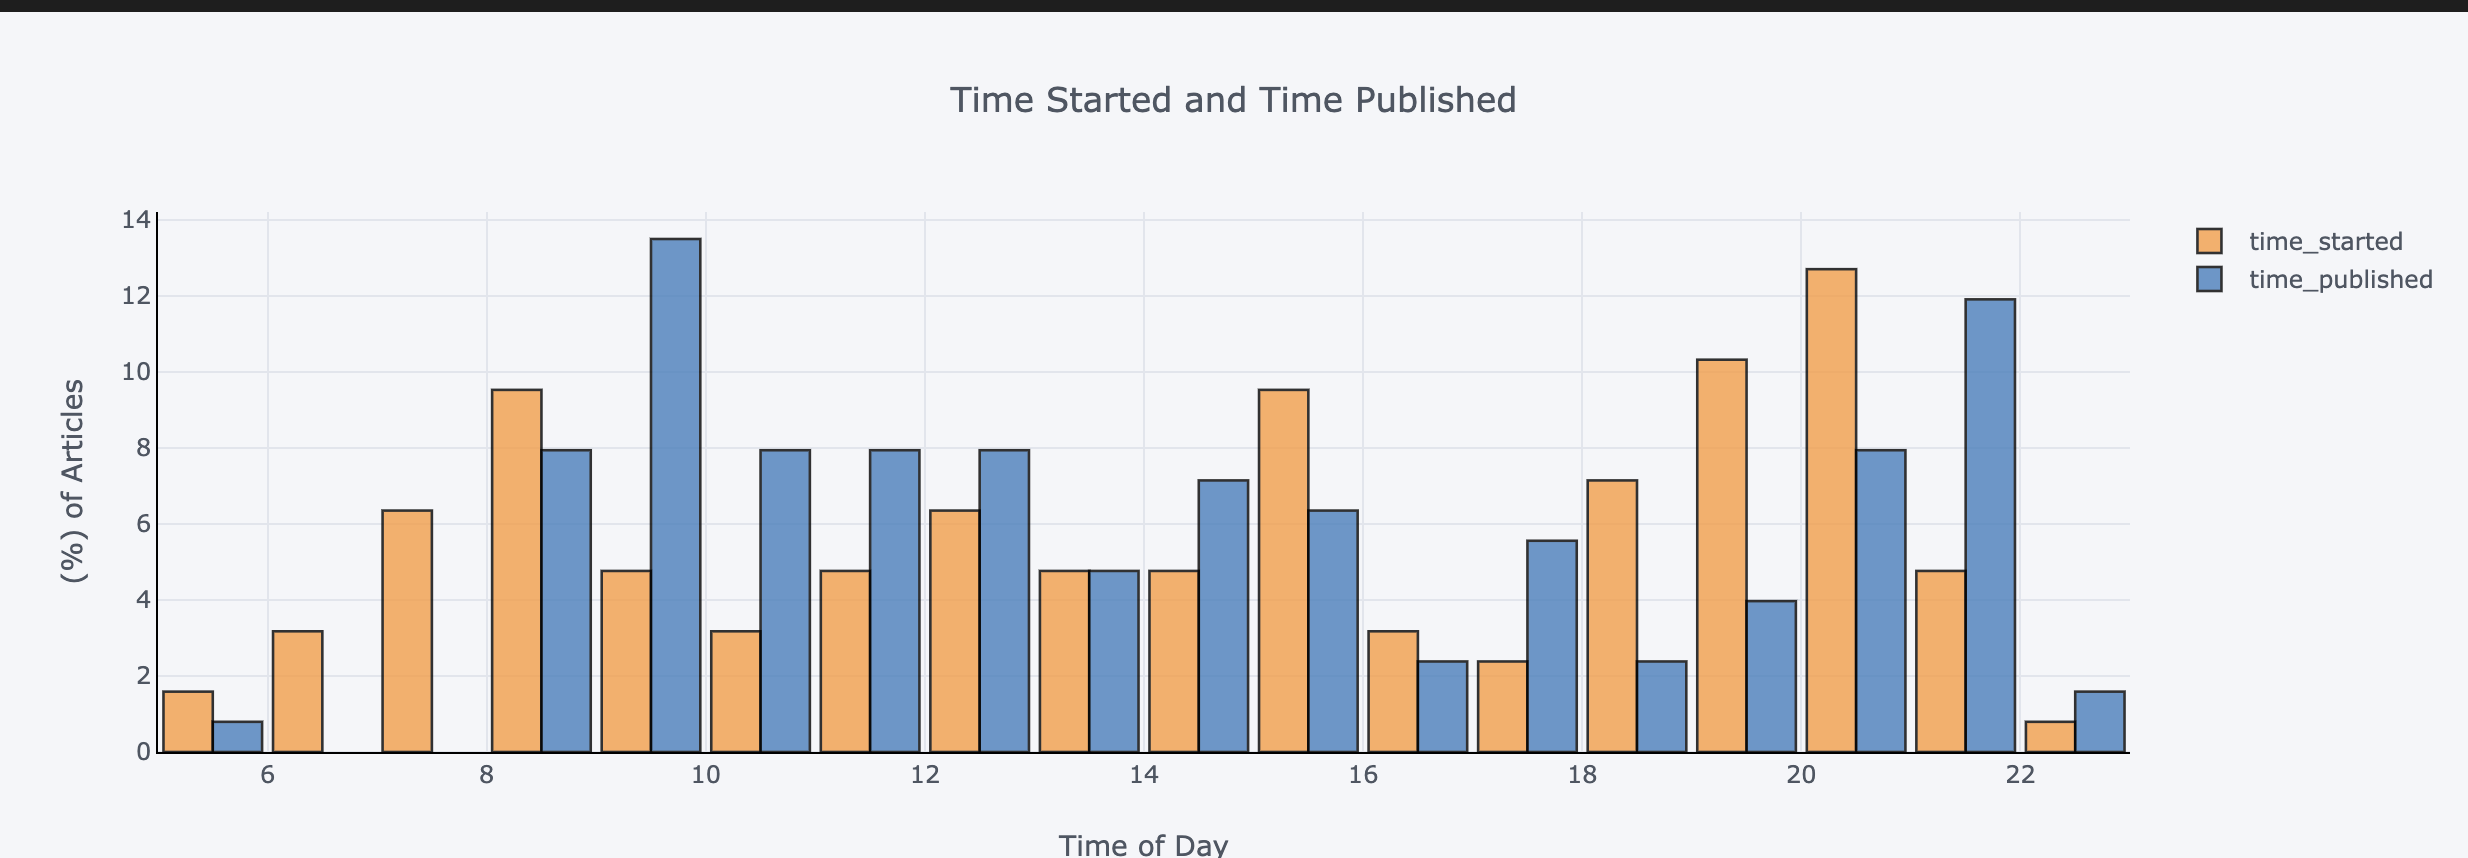 Time Started and Time Published
time_started
time_published
(%) of Articles
14
12
10
8
6
4
2
0
6 8 10 12 14 16 18 20 22
Time of Day